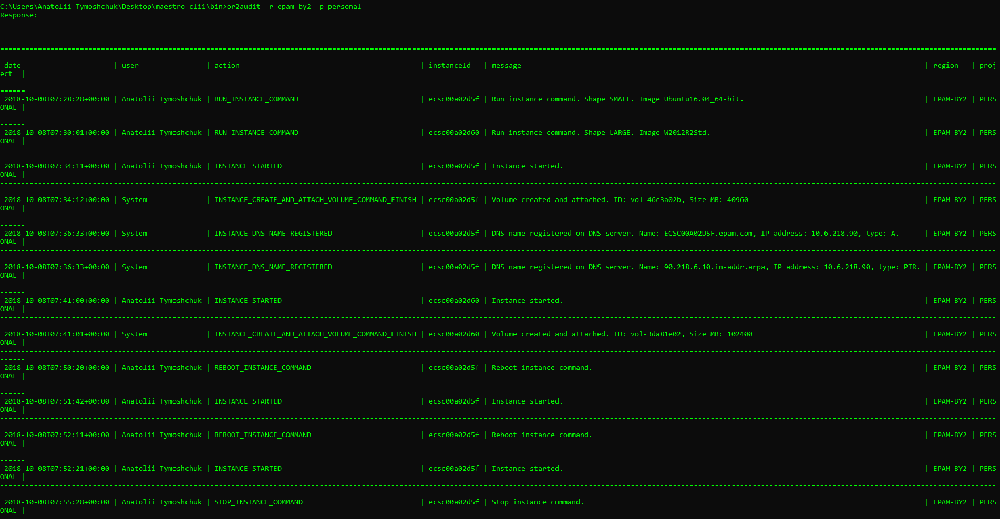 C:\Users\Anatolii_Tymoshchuk\Desktop\maestro-cli1\bin>or2audit -r epam-by2 -p personal
Response:
date | user | action | instanceId | message | region | proj
ect |
2018-10-08T07:28:28+00:00 | Anatolii Tymoshchuk | RUN_INSTANCE_COMMAND | ecsc00a02d5f | Run instance command. Shape SMALL. Image Ubuntu16.04_64-bit. | EPAM-BY2 | PERS
ONAL |
2018-10-08T07:30:01+00:00 | Anatolii Tymoshchuk | RUN_INSTANCE_COMMAND | ecsc00a02d60 | Run instance command. Shape LARGE. Image W2012R2Std. | EPAM-BY2 | PERS
ONAL |
2018-10-08T07:34:11+00:00 | Anatolii Tymoshchuk | INSTANCE_STARTED | ecsc00a02d5f | Instance started. | EPAM-BY2 | PERS
ONAL |
2018-10-08T07:34:12+00:00 | System | INSTANCE_CREATE_AND_ATTACH_VOLUME_COMMAND_FINISH | ecsc00a02d5f | Volume created and attached. ID: vol-46c3a02b, Size MB: 40960 | EPAM-BY2 | PERS
ONAL |
2018-10-08T07:36:33+00:00 | System | INSTANCE_DNS_NAME_REGISTERED | ecsc00a02d5f | DNS name registered on DNS server. Name: ECSC00A02D5F.epam.com, IP address: 10.6.218.90, type: A. | EPAM-BY2 | PERS
ONAL |
2018-10-08T07:36:33+00:00 | System | INSTANCE_DNS_NAME_REGISTERED | ecsc00a02d5f | DNS name registered on DNS server. Name: 90.218.6.10.in-addr.arpa, IP address: 10.6.218.90, type: PTR. | EPAM-BY2 | PERS
ONAL |
2018-10-08T07:41:00+00:00 | Anatolii Tymoshchuk | INSTANCE_STARTED | ecsc00a02d60 | Instance started. | EPAM-BY2 | PERS
ONAL |
2018-10-08T07:41:01+00:00 | System | INSTANCE_CREATE_AND_ATTACH_VOLUME_COMMAND_FINISH | ecsc00a02d60 | Volume created and attached. ID: vol-3da81e02, Size MB: 102400 | EPAM-BY2 | PERS
ONAL |
2018-10-08T07:50:20+00:00 | Anatolii Tymoshchuk | REBOOT_INSTANCE_COMMAND | ecsc00a02d5f | Reboot instance command. | EPAM-BY2 | PERS
ONAL |
2018-10-08T07:51:42+00:00 | Anatolii Tymoshchuk | INSTANCE_STARTED | ecsc00a02d5f | Instance started. | EPAM-BY2 | PERS
ONAL |
2018-10-08T07:52:11+00:00 | Anatolii Tymoshchuk | REBOOT_INSTANCE_COMMAND | ecsc00a02d5f | Reboot instance command. | EPAM-BY2 | PERS
ONAL |
2018-10-08T07:52:21+00:00 | Anatolii Tymoshchuk | INSTANCE_STARTED | ecsc00a02d5f | Instance started. | EPAM-BY2 | PERS
ONAL |
2018-10-08T07:55:28+00:00 | Anatolii Tymoshchuk | STOP_INSTANCE_COMMAND | ecsc00a02d5f | Stop instance command. | EPAM-BY2 | PERS
ONAL |